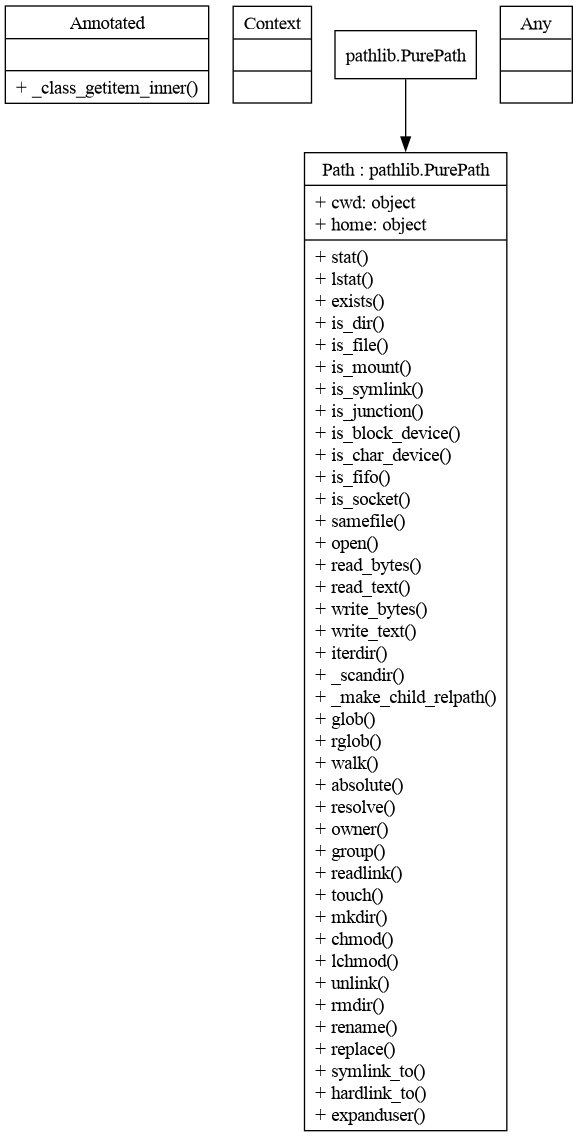 Annotated
+ _class_getitem_inner()
Context
pathlib.PurePath
Any
Path : pathlib.PurePath
+ cwd: object
+ home: object
+ stat()
+ lstat()
+ exists()
+ is_dir()
+ is_file()
+ is_mount()
+ is_symlink()
+ is_junction()
+ is_block_device()
+ is_char_device()
+ is_fifo()
+ is_socket()
+ samefile()
+ open()
+ read_bytes()
+ read_text()
+ write_bytes()
+ write_text()
+ iterdir()
+ _scandir()
+ _make_child_relpath()
+ glob()
+ rglob()
+ walk()
+ absolute()
+ resolve()
+ owner()
+ group()
+ readlink()
+ touch()
+ mkdir()
+ chmod()
+ lchmod()
+ unlink()
+ rmdir()
+ rename()
+ replace()
+ symlink_to()
+ hardlink_to()
+ expanduser()